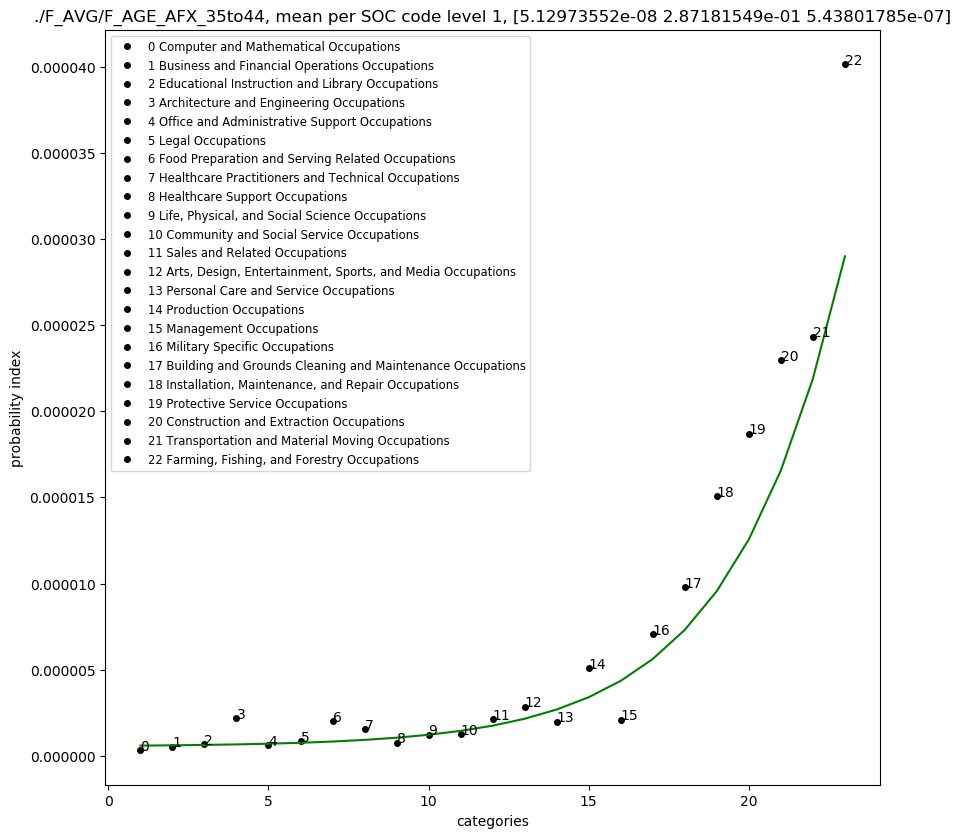 ./F_AVG/F_AGE_AFX_35to44, mean per SOC code level 1, [5.12973552e-08 2.87181549e-01 5.43801785e-07]
0 Computer and Mathematical Occupations
1 Business and Financial Operations Occupations
2 Educational Instruction and Library Occupations
3 Architecture and Engineering Occupations
4 Office and Administrative Support Occupations
5 Legal Occupations
6 Food Preparation and Serving Related Occupations
7 Healthcare Practitioners and Technical Occupations
8 Healthcare Support Occupations
9 Life, Physical, and Social Science Occupations
10 Community and Social Service Occupations
11 Sales and Related Occupations
12 Arts, Design, Entertainment, Sports, and Media Occupations
13 Personal Care and Service Occupations
14 Production Occupations
15 Management Occupations
16 Military Specific Occupations
17 Building and Grounds Cleaning and Maintenance Occupations
18 Installation, Maintenance, and Repair Occupations
19 Protective Service Occupations
20 Construction and Extraction Occupations
21 Transportation and Material Moving Occupations
22 Farming, Fishing, and Forestry Occupations
probability index
0.000040
0.000035
0.000030
0.000025
0.000020
0.000015
0.000010
0.000005
0.000000
0
1
2
3
4
5
6
7
8
9
10
11
12
13
14
15
16
17
18
19
20
21
22
0
5
10
15
20
categories